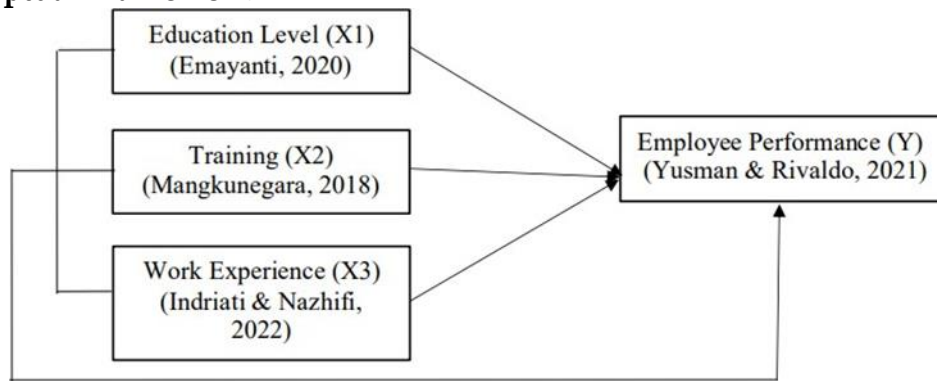 Education Level (X1)
(Emayanti, 2020)
Training (X2)
(Mangkunegara, 2018)
Work Experience (X3)
(Indriati & Nazhifi,
2022)
Employee Performance (Y)
(Yusman & Rivaldo, 2021)